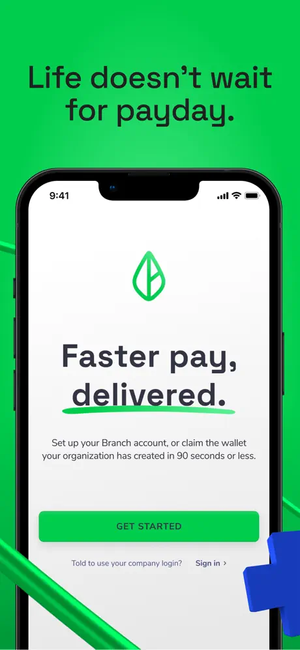 Life doesn't wait
for payday.
9:41
Faster pay,
delivered.
Set up your Branch account, or claim the wallet
your organization has created in 90 seconds or less.
GET STARTED
Told to use your company login? Sign in ›